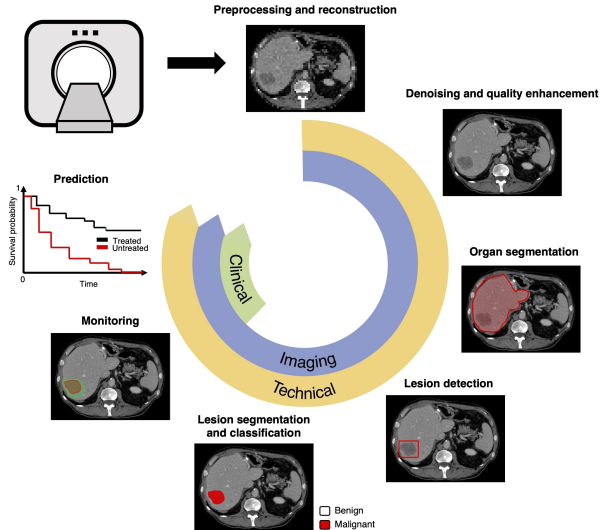 Preprocessing and reconstruction
Denoising and quality enhancement
Prediction
1
Survival probability
Treated
Untreated
0
Time
Organ segmentation
Clinical
Monitoring
Imaging
Technical
Lesion detection
Lesion segmentation
and classification
Benign
Malignant